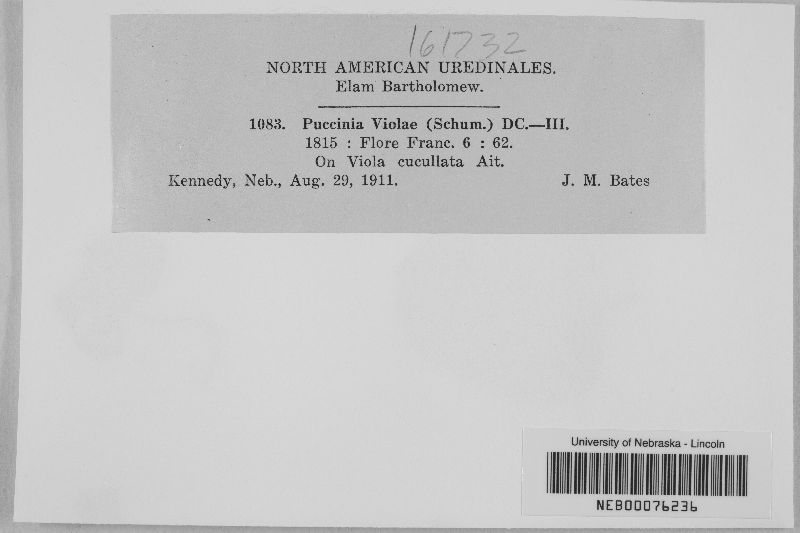 161732
NORTH AMERICAN UREDINALES.
Elam Bartholomew.
1083. Puccinia Violae (Schum.) DC.—III.
1815 : Flore Franc. 6 : 62.
On Viola cucullata Ait.
Kennedy, Neb., Aug. 29, 1911. J. M. Bates
University of Nebraska - Lincoln
NEB00076236